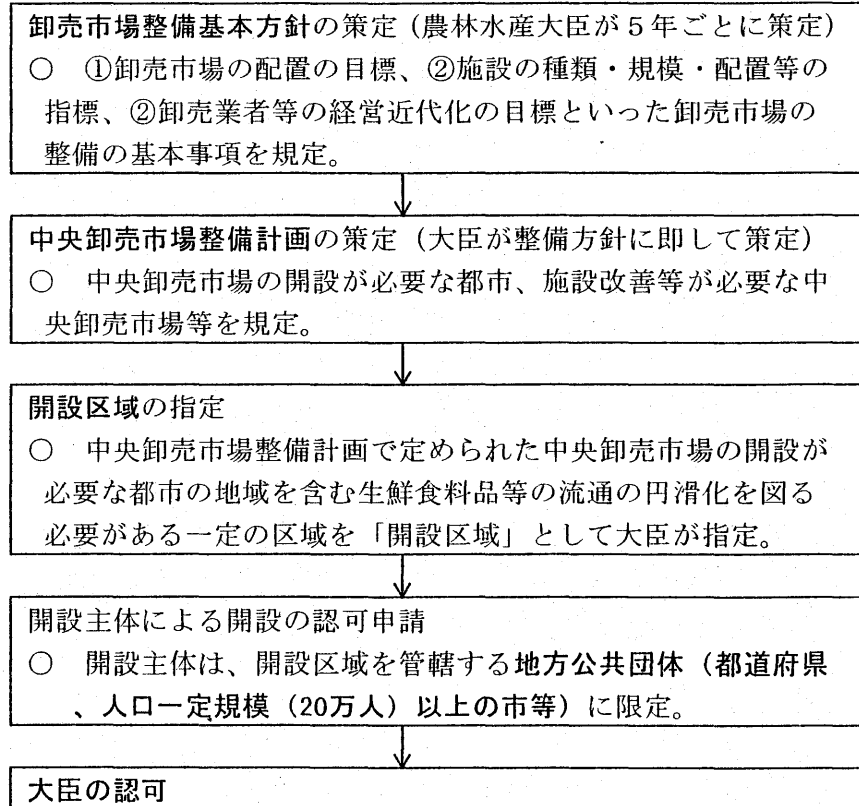 卸売市場整備基本方針の策定（農林水産大臣が５年ごとに策定）
○　①卸売市場の配置の目標、②施設の種類・規模・配置等の
指標、②卸売業者等の経営近代化の目標といった卸売市場の
整備の基本事項を規定。
中央卸売市場整備計画の策定（大臣が整備方針に即して策定）
○　中央卸売市場の開設が必要な都市、施設改善等が必要な中
央卸売市場等を規定。
開設区域の指定
○　中央卸売市場整備計画で定められた中央卸売市場の開設が
必要な都市の地域を含む生鮮食料品等の流通の円滑化を図る
必要がある一定の区域を「開設区域」として大臣が指定。
開設主体による開設の認可申請
○　開設主体は、開設区域を管轄する地方公共団体（都道府県
、人口一定規模（20万人）以上の市等）に限定。
大臣の認可